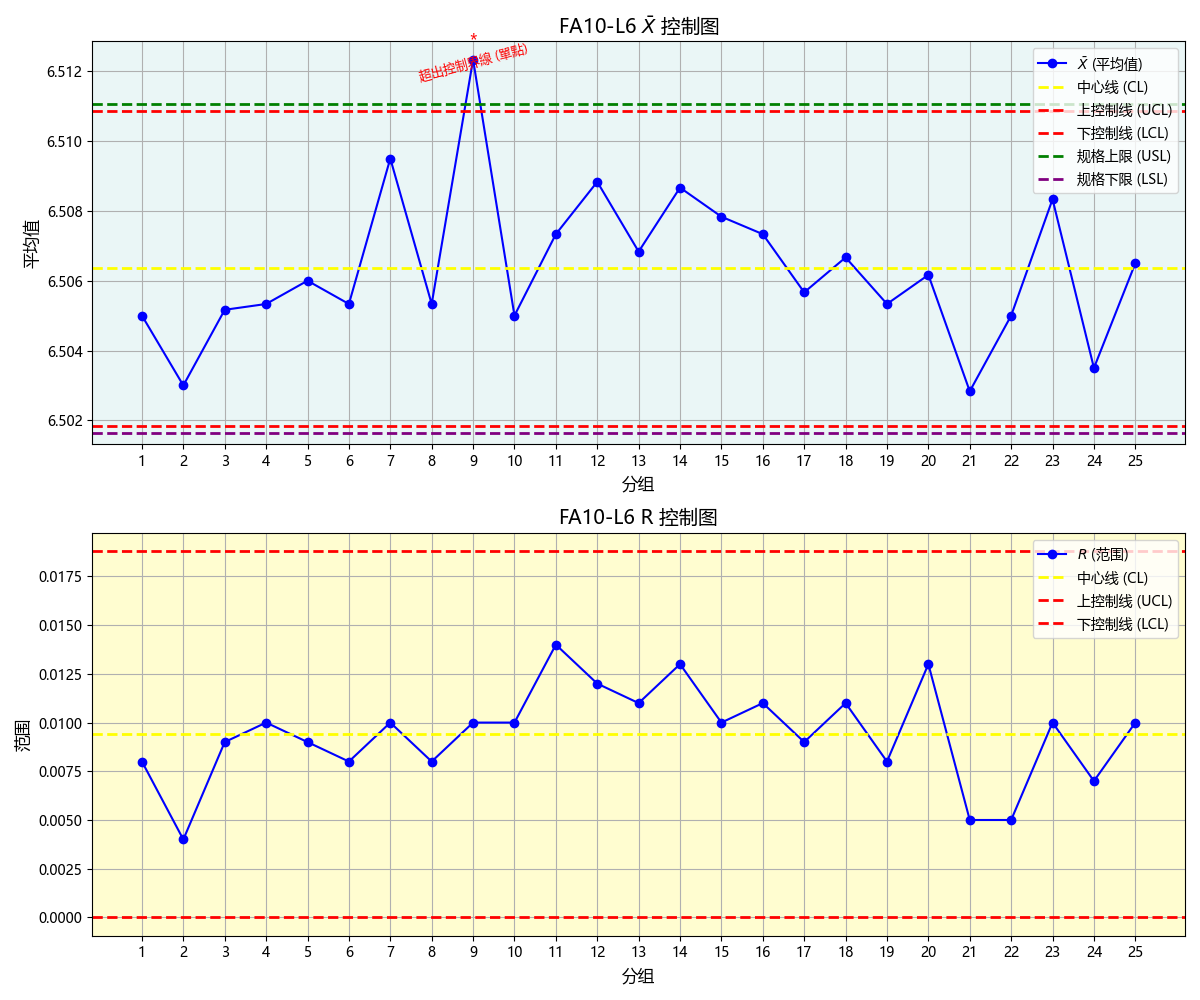 FA10-L6 X̄ 控制图
*
超出控制界線 (單點)
X̄ (平均值)
中心线 (CL)
上控制线 (UCL)
下控制线 (LCL)
规格上限 (USL)
规格下限 (LSL)
平均值
6.512
6.510
6.508
6.506
6.504
6.502
1 2 3 4 5 6 7 8 9 10 11 12 13 14 15 16 17 18 19 20 21 22 23 24 25
分组
FA10-L6 R 控制图
R (范围)
中心线 (CL)
上控制线 (UCL)
下控制线 (LCL)
范围
0.0175
0.0150
0.0125
0.0100
0.0075
0.0050
0.0025
0.0000
1 2 3 4 5 6 7 8 9 10 11 12 13 14 15 16 17 18 19 20 21 22 23 24 25
分组